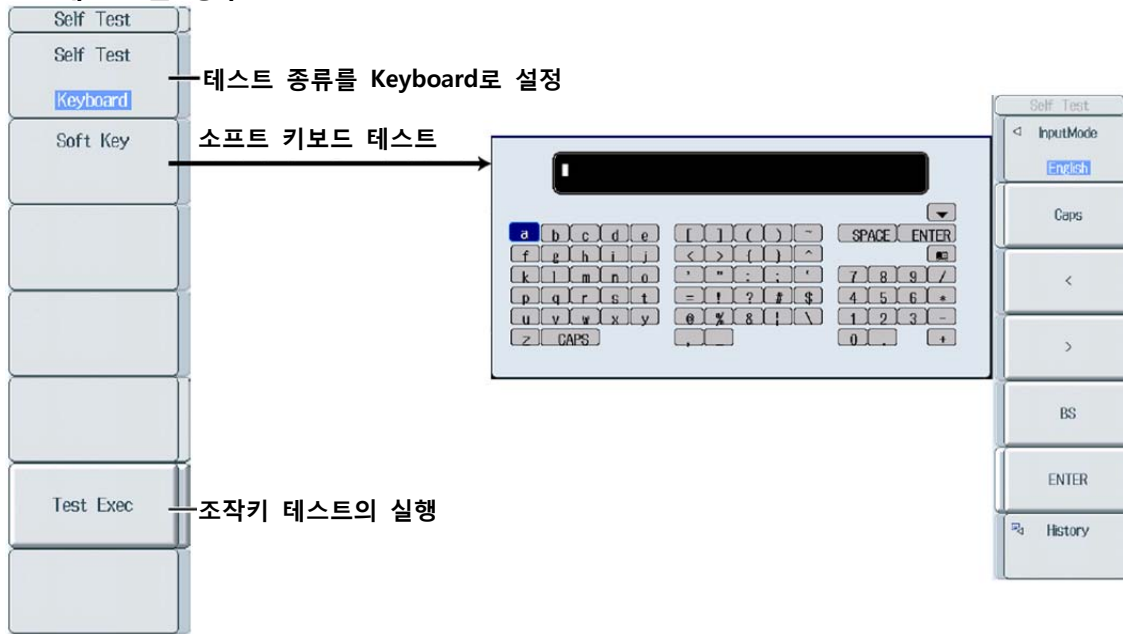 Self Test
Self Test
Keyboard
테스트 종류를 Keyboard로 설정
Soft Key
소프트 키보드 테스트
Test Exec
조작키 테스트의 실행
a b c d e [ ] ( ) ~ SPACE ENTER
f g h i j < > { } ^
k l m n o ' " : ; ` 7 8 9 /
p q r s t = ! ? # $ 4 5 6 *
u v w x y @ % & ¦ \ 1 2 3 -
z CAPS , _ 0 . +
Self Test
InputMode
English
Caps
<
>
BS
ENTER
History